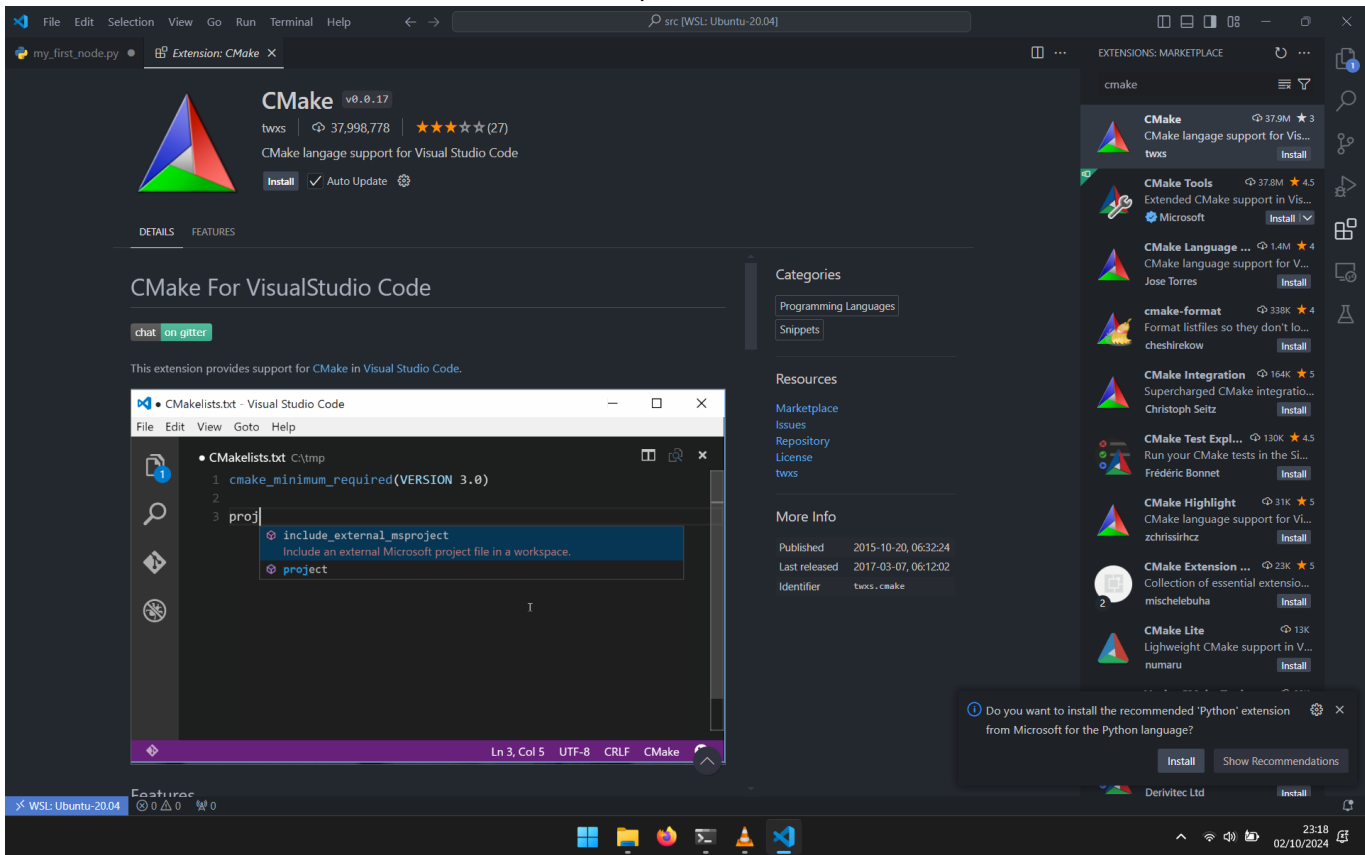 File Edit Selection View Go Run Terminal Help
src [WSL: Ubuntu-20.04]
my_first_node.py
Extension: CMake
CMake v0.0.17
twxs 37,998,778 (27)
CMake langage support for Visual Studio Code
Install Auto Update
DETAILS FEATURES
CMake For VisualStudio Code
chat on gitter
This extension provides support for CMake in Visual Studio Code.
CMakelists.txt - Visual Studio Code
File Edit View Goto Help
CMakelists.txt C:\tmp
1
1 cmake_minimum_required(VERSION 3.0)
2
3 proj
include_external_msproject
Include an external Microsoft project file in a workspace.
project
Ln 3, Col 5 UTF-8 CRLF CMake
Features
Categories
Programming Languages
Snippets
Resources
Marketplace
Issues
Repository
License
twxs
More Info
Published 2015-10-20, 06:32:24
Last released 2017-03-07, 06:12:02
Identifier twxs.cmake
EXTENSIONS: MARKETPLACE
1
cmake
CMake 37.9M 3
CMake langage support for Vis...
twxs Install
CMake Tools 37.8M 4.5
Extended CMake support in Vis...
Microsoft Install
CMake Language ... 1.4M 4
CMake language support for V...
Jose Torres Install
cmake-format 338K 4
Format listfiles so they don't lo...
cheshirekow Install
CMake Integration 164K 5
Supercharged CMake integratio...
Christoph Seitz Install
CMake Test Expl... 130K 4.5
Run your CMake tests in the Si...
Frédéric Bonnet Install
CMake Highlight 31K 5
CMake language support for Vi...
zchrissirhcz Install
CMake Extension ... 23K 5
Collection of essential extensio...
2
mischelebuha Install
CMake Lite 13K
Lighweight CMake support in V...
numaru Install
Do you want to install the recommended 'Python' extension
from Microsoft for the Python language?
Install Show Recommendations
Derivitec Ltd Install
WSL: Ubuntu-20.04 0 0 0
23:18
02/10/2024